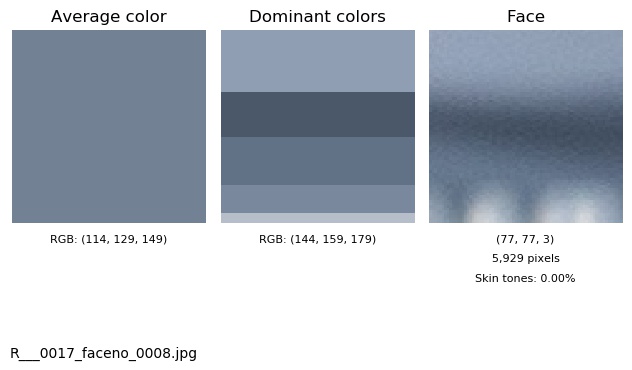 Average color
Dominant colors
Face
RGB: (114, 129, 149)
RGB: (144, 159, 179)
(77, 77, 3)
5,929 pixels
Skin tones: 0.00%
R___0017_faceno_0008.jpg